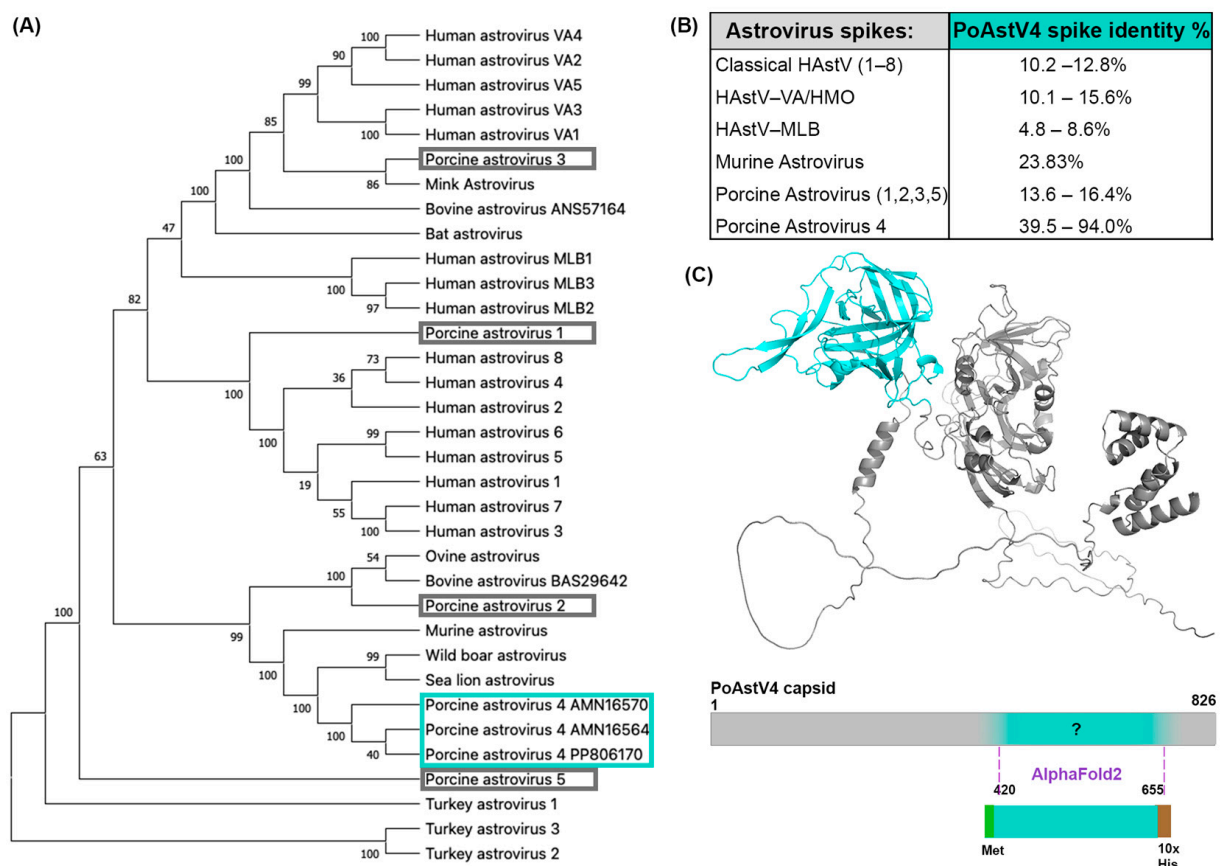 (A)
100
Human astrovirus VA4
90
Human astrovirus VA2
99
Human astrovirus VA5
85
Human astrovirus VA3
100
Human astrovirus VA1
100
Porcine astrovirus 3
86
Mink Astrovirus
100
Bovine astrovirus ANS57164
47
Bat astrovirus
Human astrovirus MLB1
100
Human astrovirus MLB3
82
97
Human astrovirus MLB2
Porcine astrovirus 1
73
Human astrovirus 8
36
Human astrovirus 4
100
Human astrovirus 2
100
99
Human astrovirus 6
63
Human astrovirus 5
19
Human astrovirus 1
55
Human astrovirus 7
100
Human astrovirus 3
54
Ovine astrovirus
100
Bovine astrovirus BAS29642
100
Porcine astrovirus 2
99
Murine astrovirus
99
Wild boar astrovirus
100
Sea lion astrovirus
100
Porcine astrovirus 4 AMN16570
100
Porcine astrovirus 4 AMN16564
40
Porcine astrovirus 4 PP806170
Porcine astrovirus 5
Turkey astrovirus 1
Turkey astrovirus 3
100
Turkey astrovirus 2
(B)
Astrovirus spikes: PoAstV4 spike identity %
Classical HAstV (1–8) 10.2 –12.8%
HAstV–VA/HMO 10.1 – 15.6%
HAstV–MLB 4.8 – 8.6%
Murine Astrovirus 23.83%
Porcine Astrovirus (1,2,3,5) 13.6 – 16.4%
Porcine Astrovirus 4 39.5 – 94.0%
(C)
PoAstV4 capsid
1 826
?
AlphaFold2
420 655
Met 10x
His